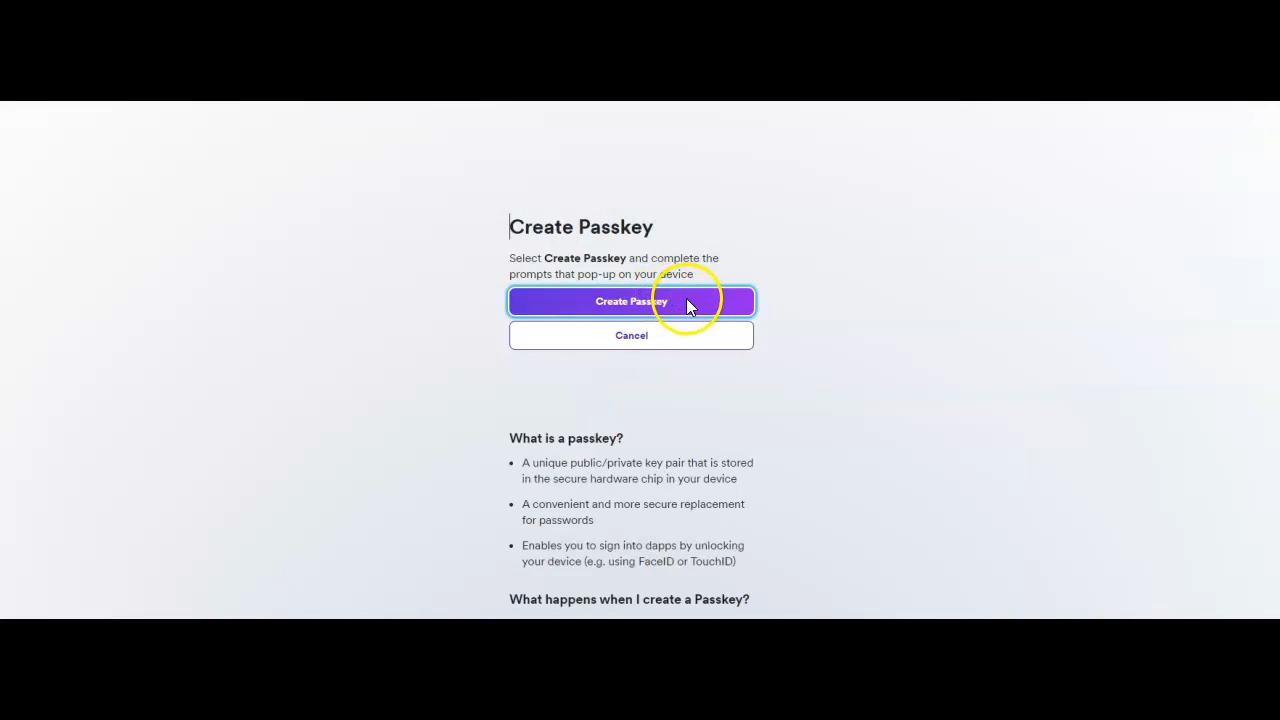 Create Passkey
Select Create Passkey and complete the
prompts that pop-up on your device
Create Passkey
Cancel
What is a passkey?
• A unique public/private key pair that is stored
in the secure hardware chip in your device
• A convenient and more secure replacement
for passwords
• Enables you to sign into dapps by unlocking
your device (e.g. using FaceID or TouchID)
What happens when I create a Passkey?